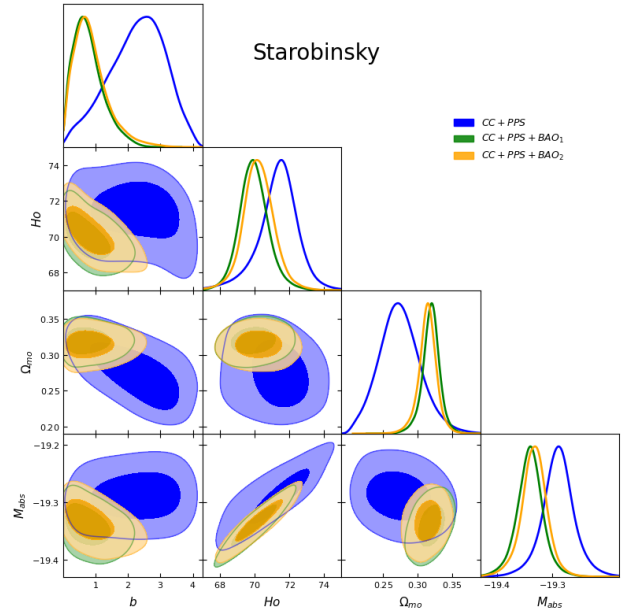 Starobinsky
CC + PPS
CC + PPS + BAO₁
CC + PPS + BAO₂
74
72
70
68
Ho
0.35
0.30
0.25
0.20
Ωₘₒ
−19.2
−19.3
−19.4
Mₐbₛ
1 2 3 4
b
68 70 72 74
Ho
0.25 0.30 0.35
Ωₘₒ
−19.4 −19.3
Mₐbₛ